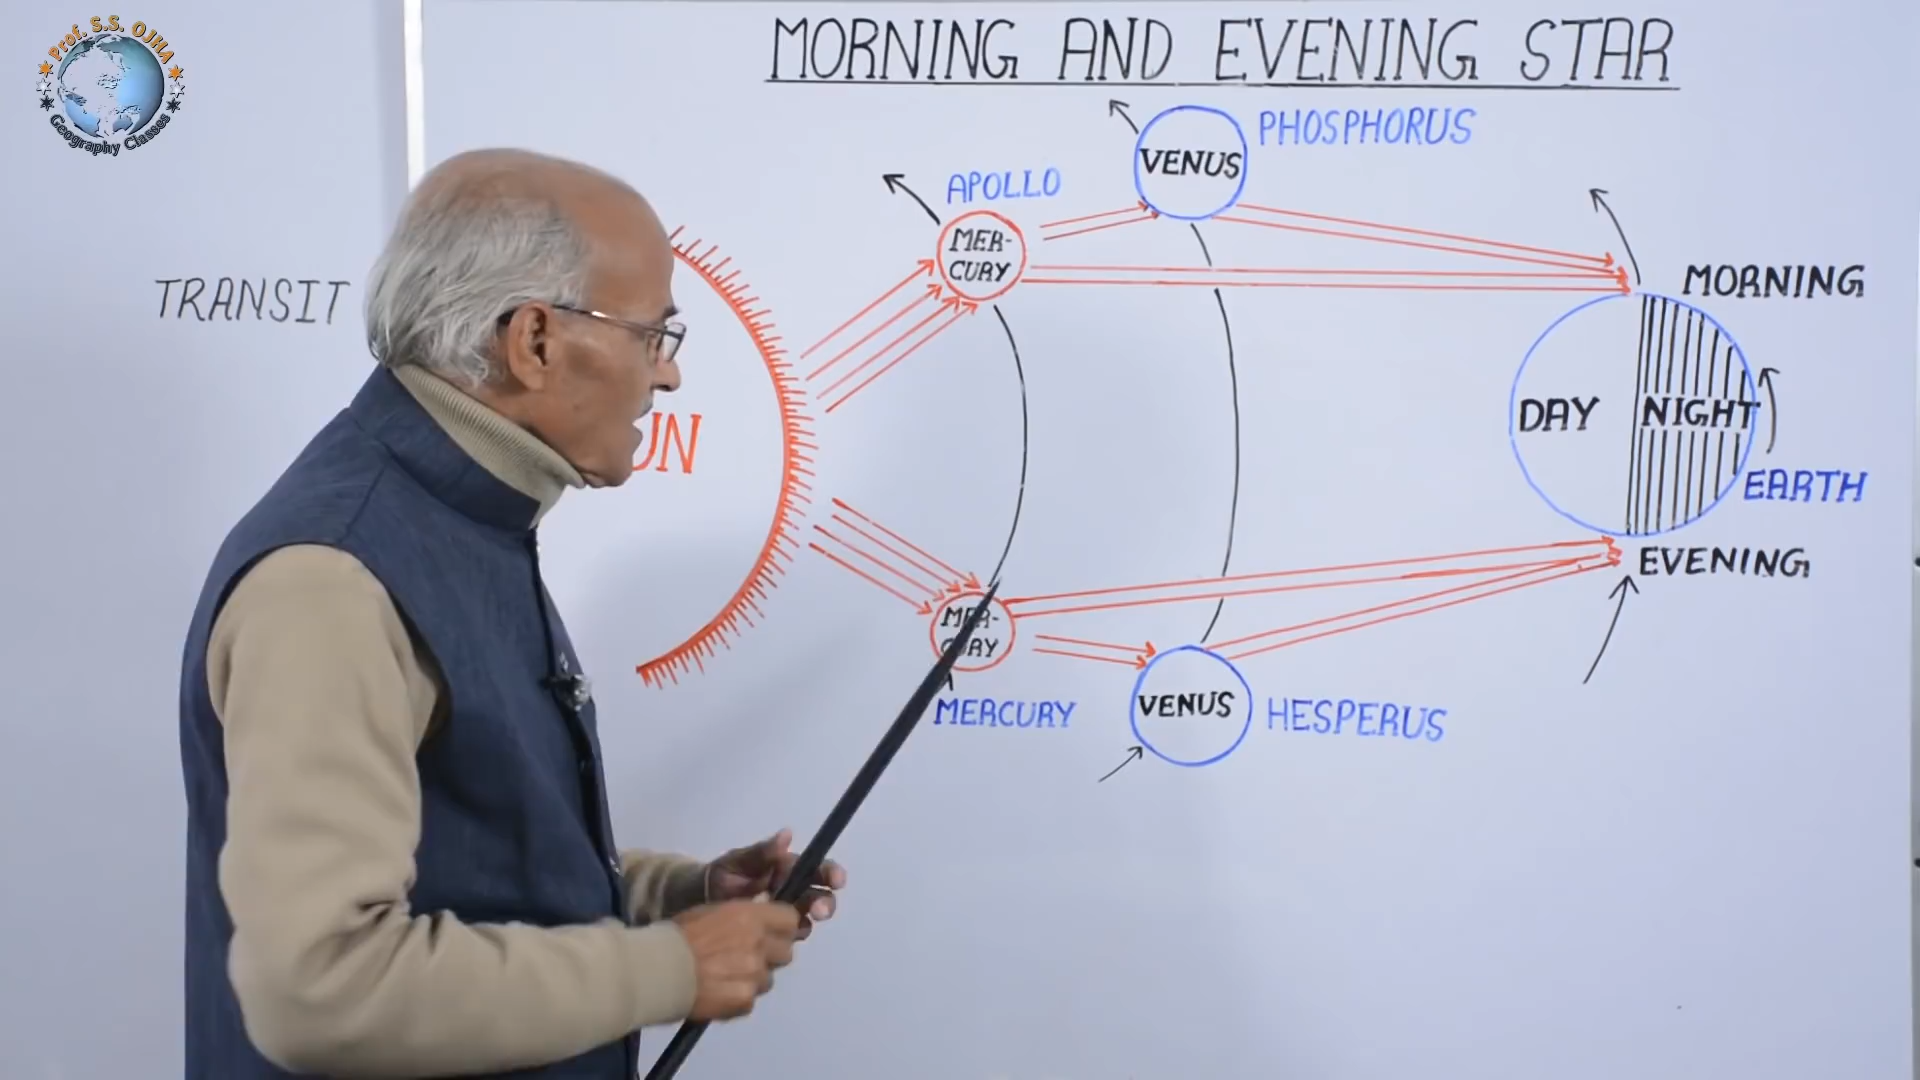 Prof. S.S. OJHA
Geography Classes
MORNING AND EVENING STAR
TRANSIT
UN
APOLLO
MER-
CURY
VENUS
PHOSPHORUS
MORNING
DAY
NIGHT
EARTH
EVENING
MER-
CURY
MERCURY
VENUS
HESPERUS